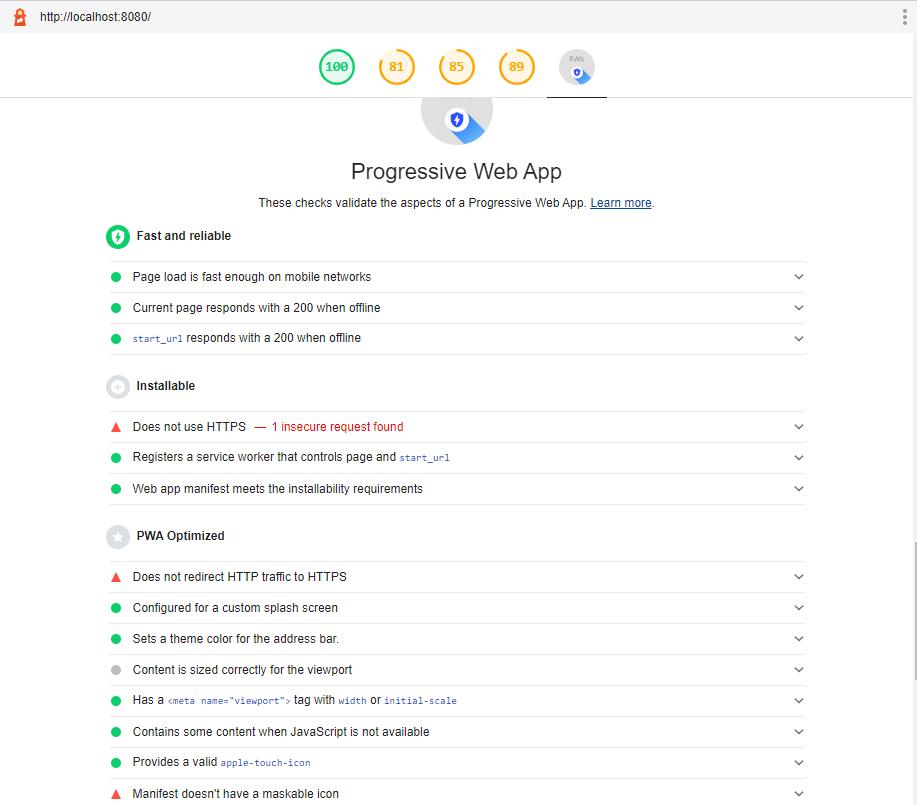 http://localhost:8080/
100 81 85 89 PWA
Progressive Web App
These checks validate the aspects of a Progressive Web App. Learn more.
Fast and reliable
Page load is fast enough on mobile networks
Current page responds with a 200 when offline
start_url responds with a 200 when offline
Installable
Does not use HTTPS — 1 insecure request found
Registers a service worker that controls page and start_url
Web app manifest meets the installability requirements
PWA Optimized
Does not redirect HTTP traffic to HTTPS
Configured for a custom splash screen
Sets a theme color for the address bar.
Content is sized correctly for the viewport
Has a <meta name="viewport"> tag with width or initial-scale
Contains some content when JavaScript is not available
Provides a valid apple-touch-icon
Manifest doesn't have a maskable icon